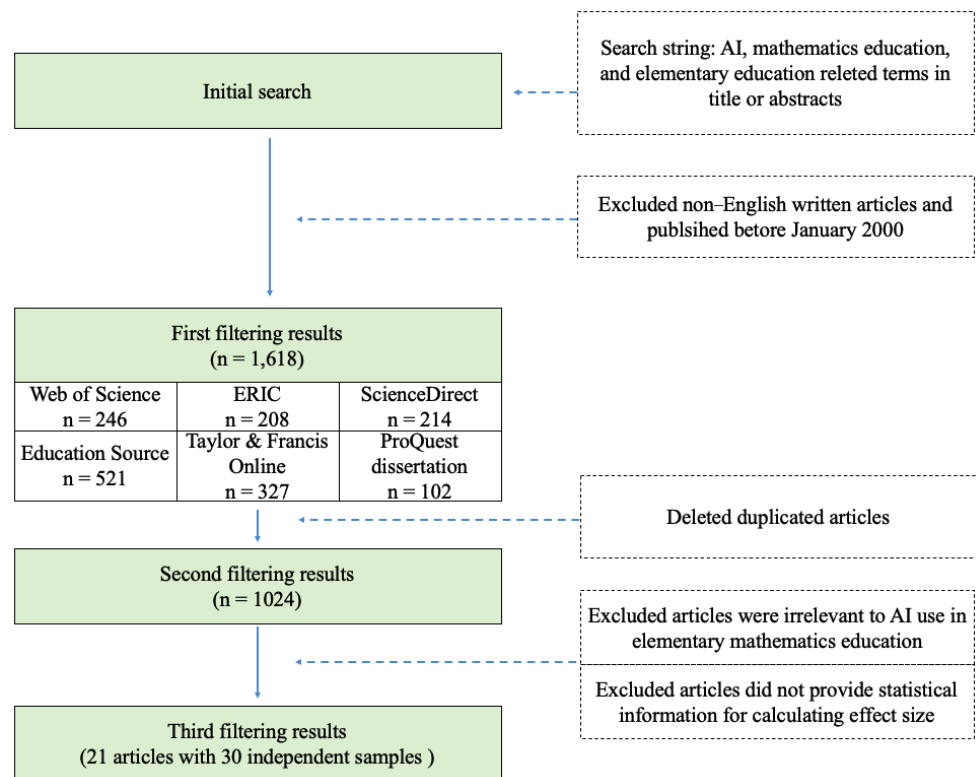 Search string: AI, mathematics education,
and elementary education releted terms in
title or abstracts
Initial search
Excluded non–English written articles and
publsihed betore January 2000
First filtering results
(n = 1,618)
Web of Science
n = 246
ERIC
n = 208
ScienceDirect
n = 214
Education Source
n = 521
Taylor & Francis
Online
n = 327
ProQuest
dissertation
n = 102
Deleted duplicated articles
Second filtering results
(n = 1024)
Excluded articles were irrelevant to AI use in
elementary mathematics education
Excluded articles did not provide statistical
information for calculating effect size
Third filtering results
(21 articles with 30 independent samples )